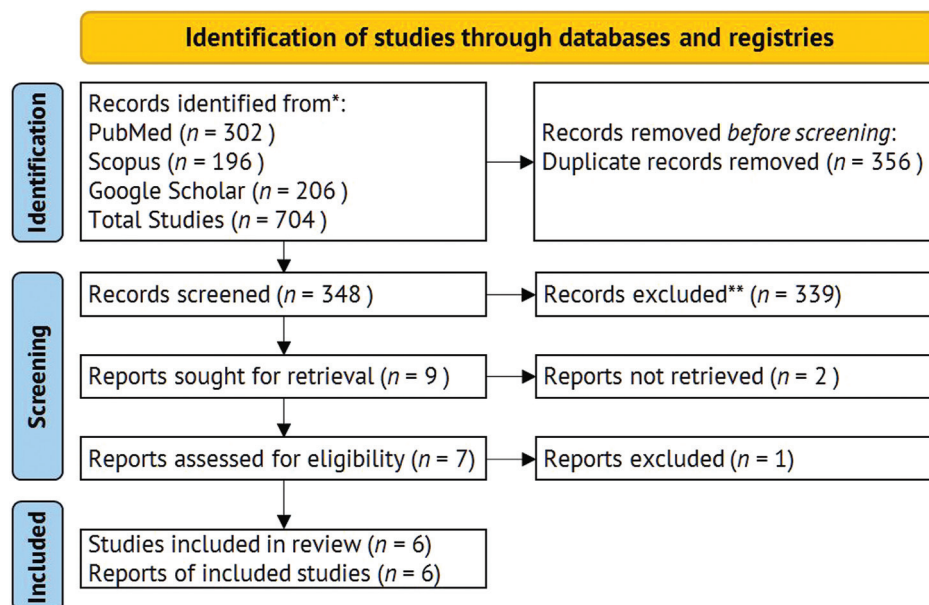 Identification of studies through databases and registries
Identification
Records identified from*:
PubMed (n = 302 )
Scopus (n = 196 )
Google Scholar (n = 206 )
Total Studies (n = 704 )
Records removed before screening:
Duplicate records removed (n = 356 )
Screening
Records screened (n = 348 )
Records excluded** (n = 339)
Reports sought for retrieval (n = 9 )
Reports not retrieved (n = 2 )
Reports assessed for eligibility (n = 7)
Reports excluded (n = 1)
Included
Studies included in review (n = 6)
Reports of included studies (n = 6)